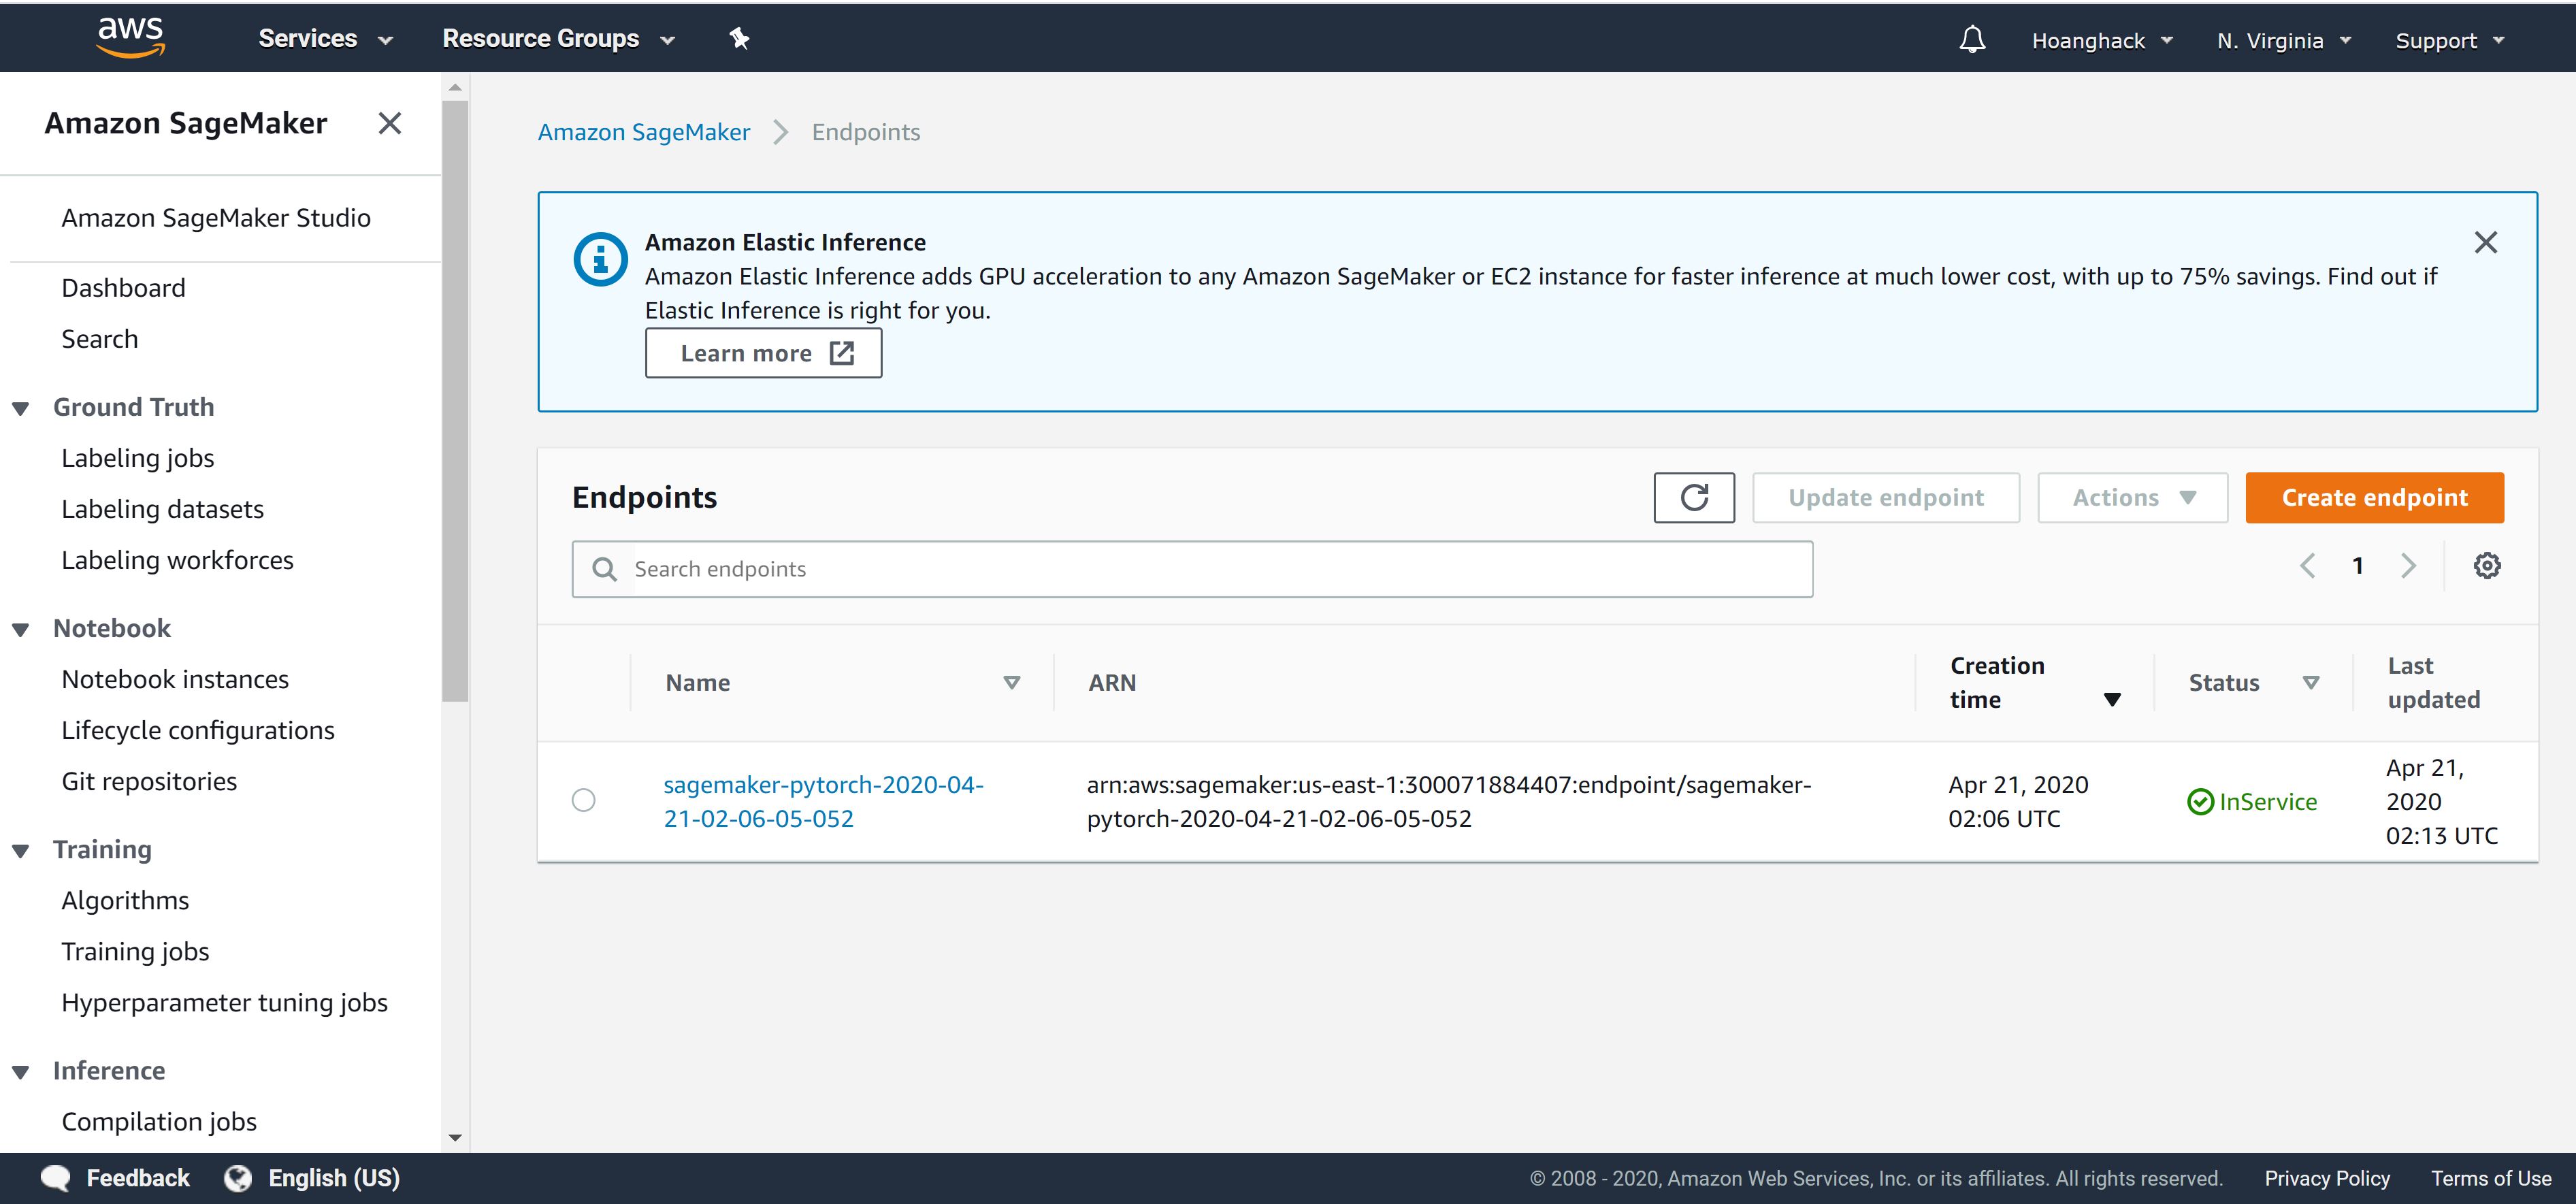 aws
Services
Resource Groups
Hoanghack
N. Virginia
Support
Amazon SageMaker
Amazon SageMaker Studio
Dashboard
Search
Ground Truth
Labeling jobs
Labeling datasets
Labeling workforces
Notebook
Notebook instances
Lifecycle configurations
Git repositories
Training
Algorithms
Training jobs
Hyperparameter tuning jobs
Inference
Compilation jobs
Amazon SageMaker
Endpoints
Amazon Elastic Inference
Amazon Elastic Inference adds GPU acceleration to any Amazon SageMaker or EC2 instance for faster inference at much lower cost, with up to 75% savings. Find out if
Elastic Inference is right for you.
Learn more
Endpoints
Update endpoint
Actions
Create endpoint
Search endpoints
1
Name
ARN
Creation
time
Status
Last
updated
sagemaker-pytorch-2020-04-
21-02-06-05-052
arn:aws:sagemaker:us-east-1:300071884407:endpoint/sagemaker-
pytorch-2020-04-21-02-06-05-052
Apr 21, 2020
02:06 UTC
InService
Apr 21,
2020
02:13 UTC
Feedback
English (US)
© 2008 - 2020, Amazon Web Services, Inc. or its affiliates. All rights reserved.
Privacy Policy
Terms of Use